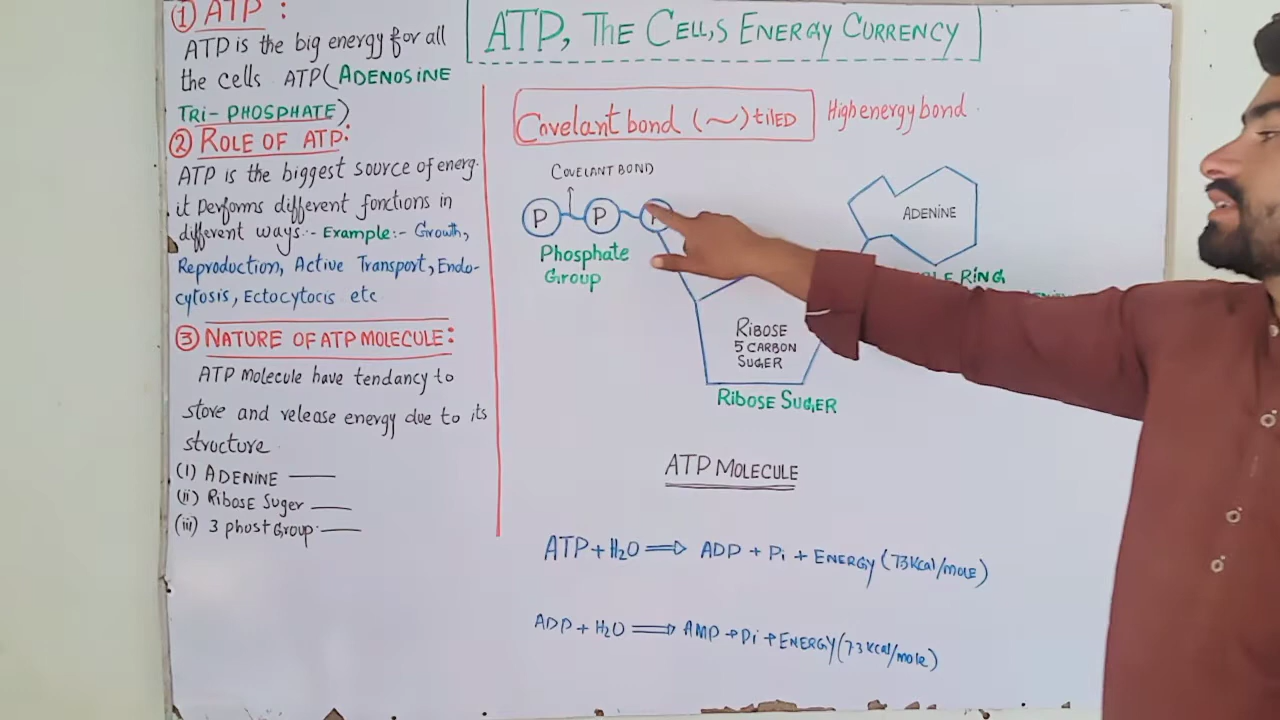 ① ATP :
ATP is the big energy for all
the cells ATP(ADENOSINE
TRI-PHOSPHATE)
② ROLE OF ATP:
ATP is the biggest source of energ.
it Performs different fonctions in
different ways:- Example:- Growth,
Reproduction, Active Transport, Endo-
cytosis, Ectocytocis etc
③ NATURE OF ATP MOLECULE:
ATP Molecule have tendancy to
store and release energy due to its
structure.
(i) ADENINE
(ii) RiBosE Suger
(iii) 3 phost Group.
ATP, THE CELL,S ENERGY CURRENCY
Covelant bond (~) tilED
High energy bond.
COVELANT BOND
P P
Phosphate
Group
ADENINE
RiNG
RIBOSE
5 CARBON
SUGER
RiBOSE SUGER
ATP MOLECULE
ATP + H2O ⇒ ADP + Pi + ENERGY (73Kcal/MOLE)
ADP + H2O ⇒ AMP + Pi + ENERGY (73 Kcal/mole)